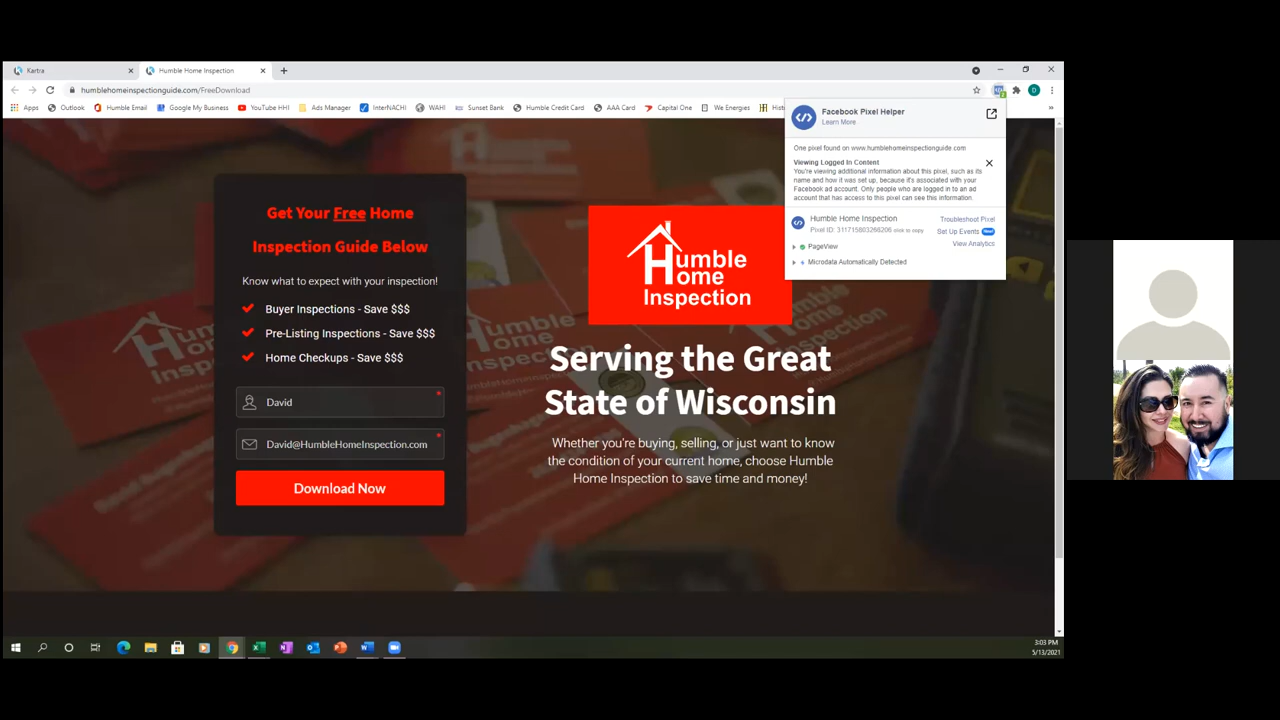 Kartra
Humble Home Inspection
humblehomeinspectionguide.com/FreeDownload
Apps
Outlook
Humble Email
Google My Business
YouTube HHI
Ads Manager
InterNACHI
WAHI
Sunset Bank
Humble Credit Card
AAA Card
Capital One
We Energies
Facebook Pixel Helper
Learn More
One pixel found on www.humblehomeinspectionguide.com
Viewing Logged In Content
You're viewing additional information about this pixel, such as its
name and how it was set up, because it's associated with your
Facebook ad account. Only people who are logged in to an ad
account that has access to this pixel can see this information.
Humble Home Inspection
Troubleshoot Pixel
Pixel ID: 311715803266206 click to copy
Set Up Events New
View Analytics
PageView
Microdata Automatically Detected
Get Your Free Home
Inspection Guide Below
Know what to expect with your inspection!
Buyer Inspections - Save $$$
Pre-Listing Inspections - Save $$$
Home Checkups - Save $$$
David
David@HumbleHomeInspection.com
Download Now
Humble
Home
Inspection
Serving the Great
State of Wisconsin
Whether you're buying, selling, or just want to know
the condition of your current home, choose Humble
Home Inspection to save time and money!
3:03 PM
5/13/2021